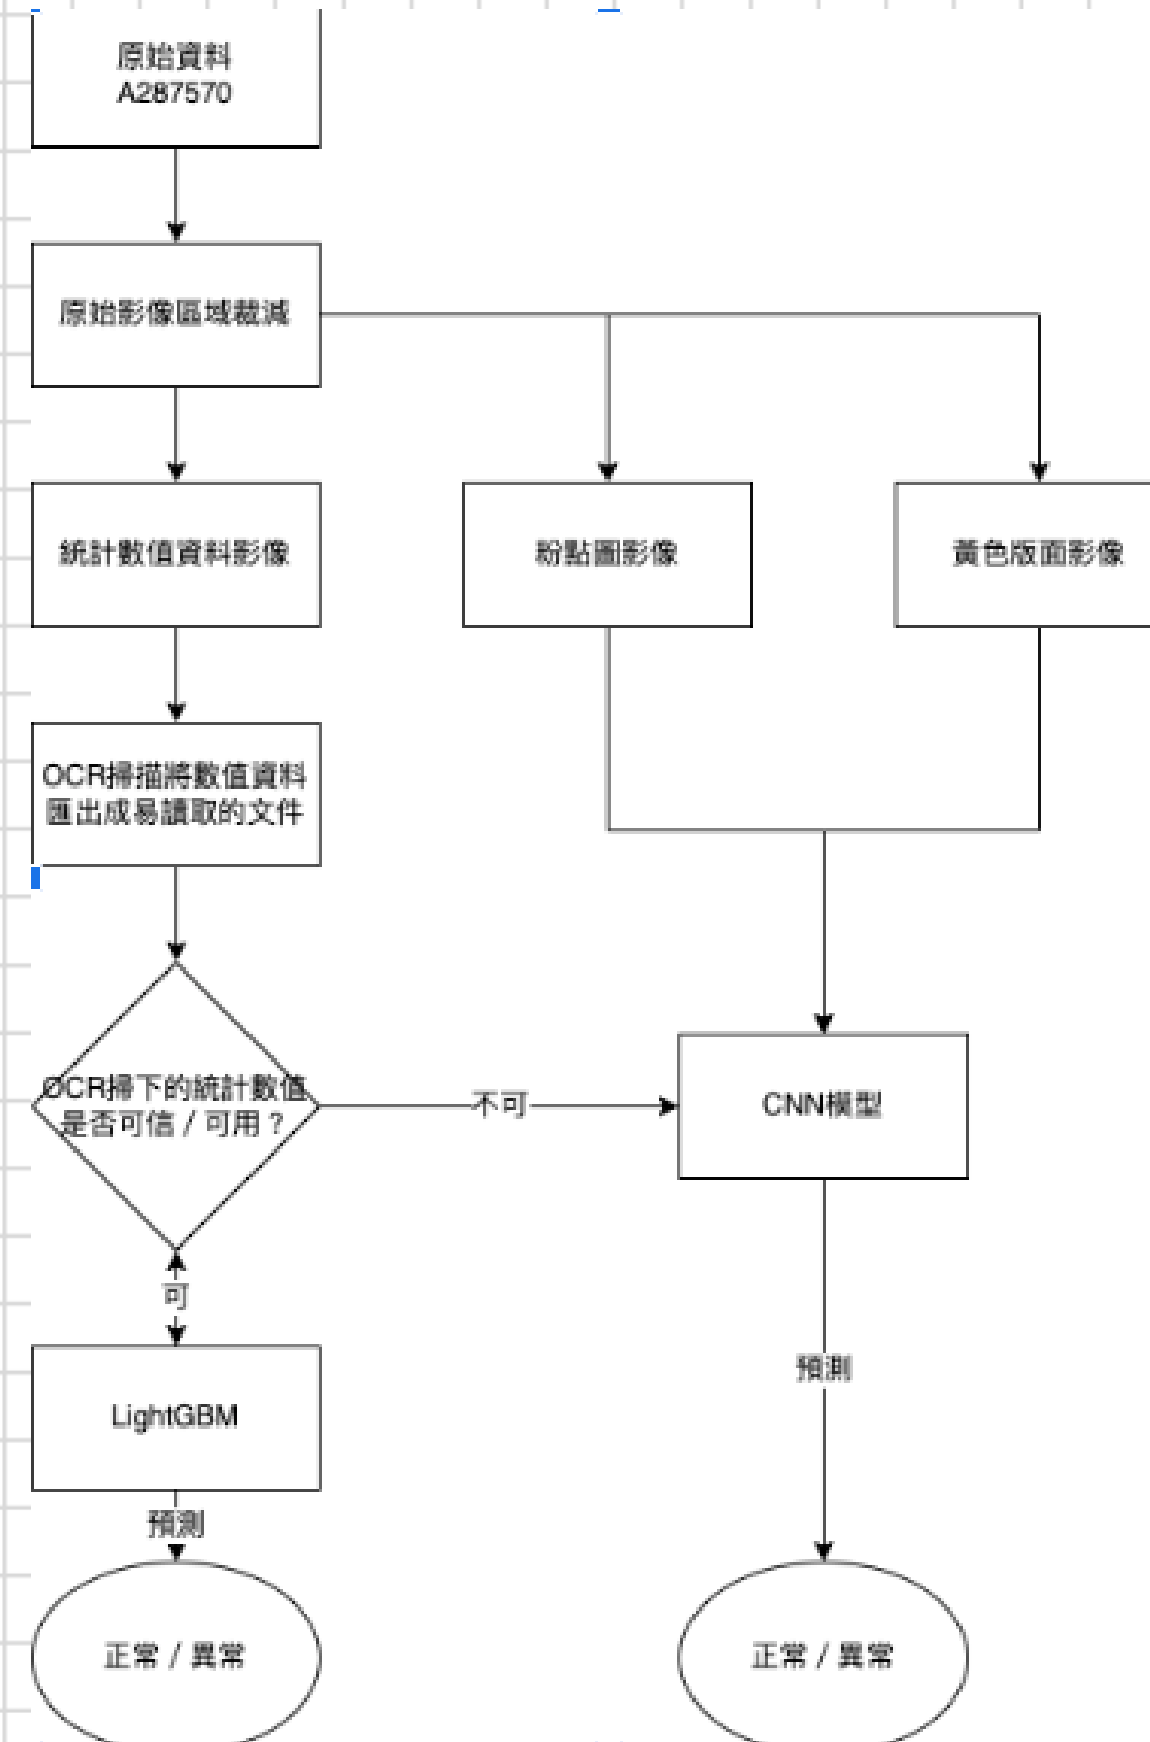 原始資料
A287570
原始影像區域裁減
統計數值資料影像
粉點圖影像
黃色版面影像
OCR掃描將數值資料
匯出成易讀取的文件
OCR掃下的統計數值
是否可信 / 可用？
不可
CNN模型
可
LightGBM
預測
預測
正常 / 異常
正常 / 異常